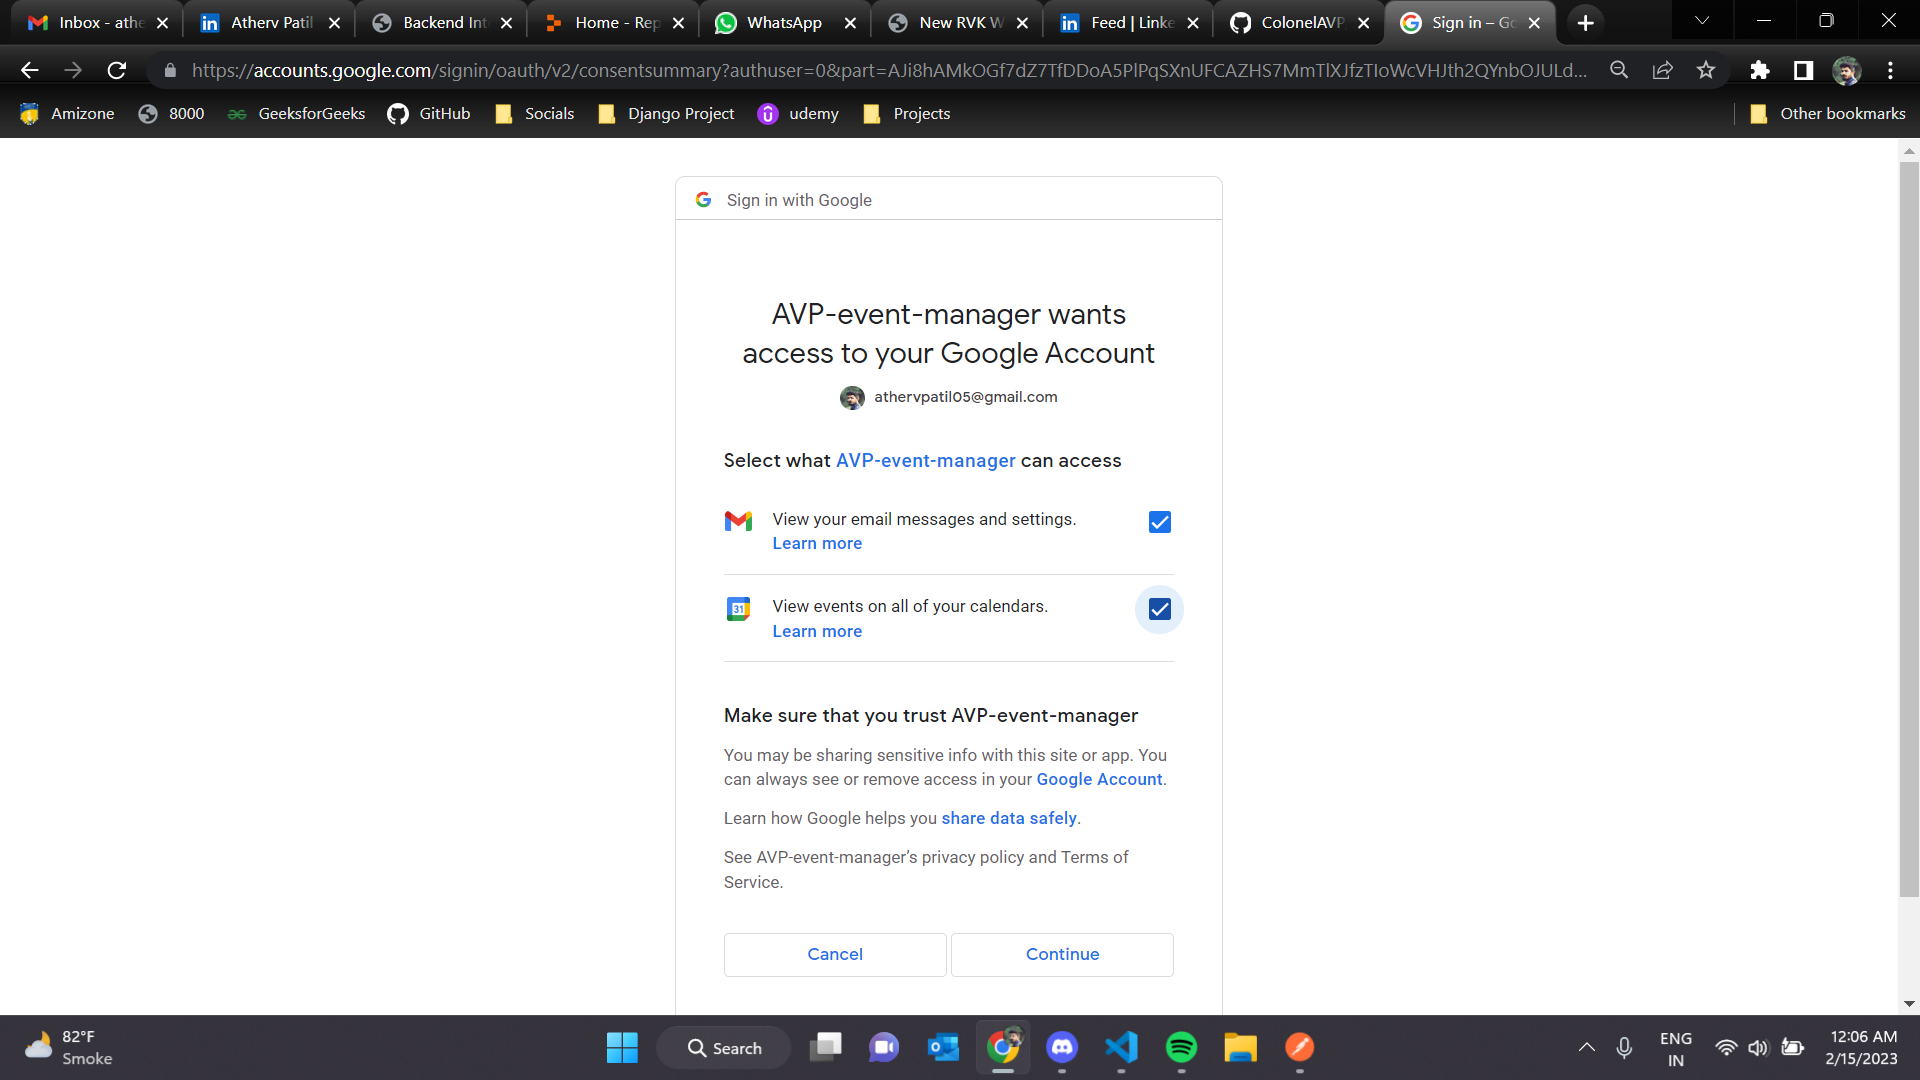 Inbox - athe
Atherv Patil
Backend Int
Home - Rep
WhatsApp
New RVK W
Feed | Linke
ColonelAVP
Sign in – Go
https://accounts.google.com/signin/oauth/v2/consentsummary?authuser=0&part=AJi8hAMkOGf7dZ7TfDDoA5PlPqSXnUFCAZHS7MmTlXJfzTIoWcVHJth2QYnbOJULd...
Amizone
8000
GeeksforGeeks
GitHub
Socials
Django Project
udemy
Projects
Other bookmarks
Sign in with Google
AVP-event-manager wants
access to your Google Account
athervpatil05@gmail.com
Select what AVP-event-manager can access
View your email messages and settings.
Learn more
31
View events on all of your calendars.
Learn more
Make sure that you trust AVP-event-manager
You may be sharing sensitive info with this site or app. You
can always see or remove access in your Google Account.
Learn how Google helps you share data safely.
See AVP-event-manager’s privacy policy and Terms of
Service.
Cancel
Continue
82°F
Smoke
Search
ENG
IN
12:06 AM
2/15/2023